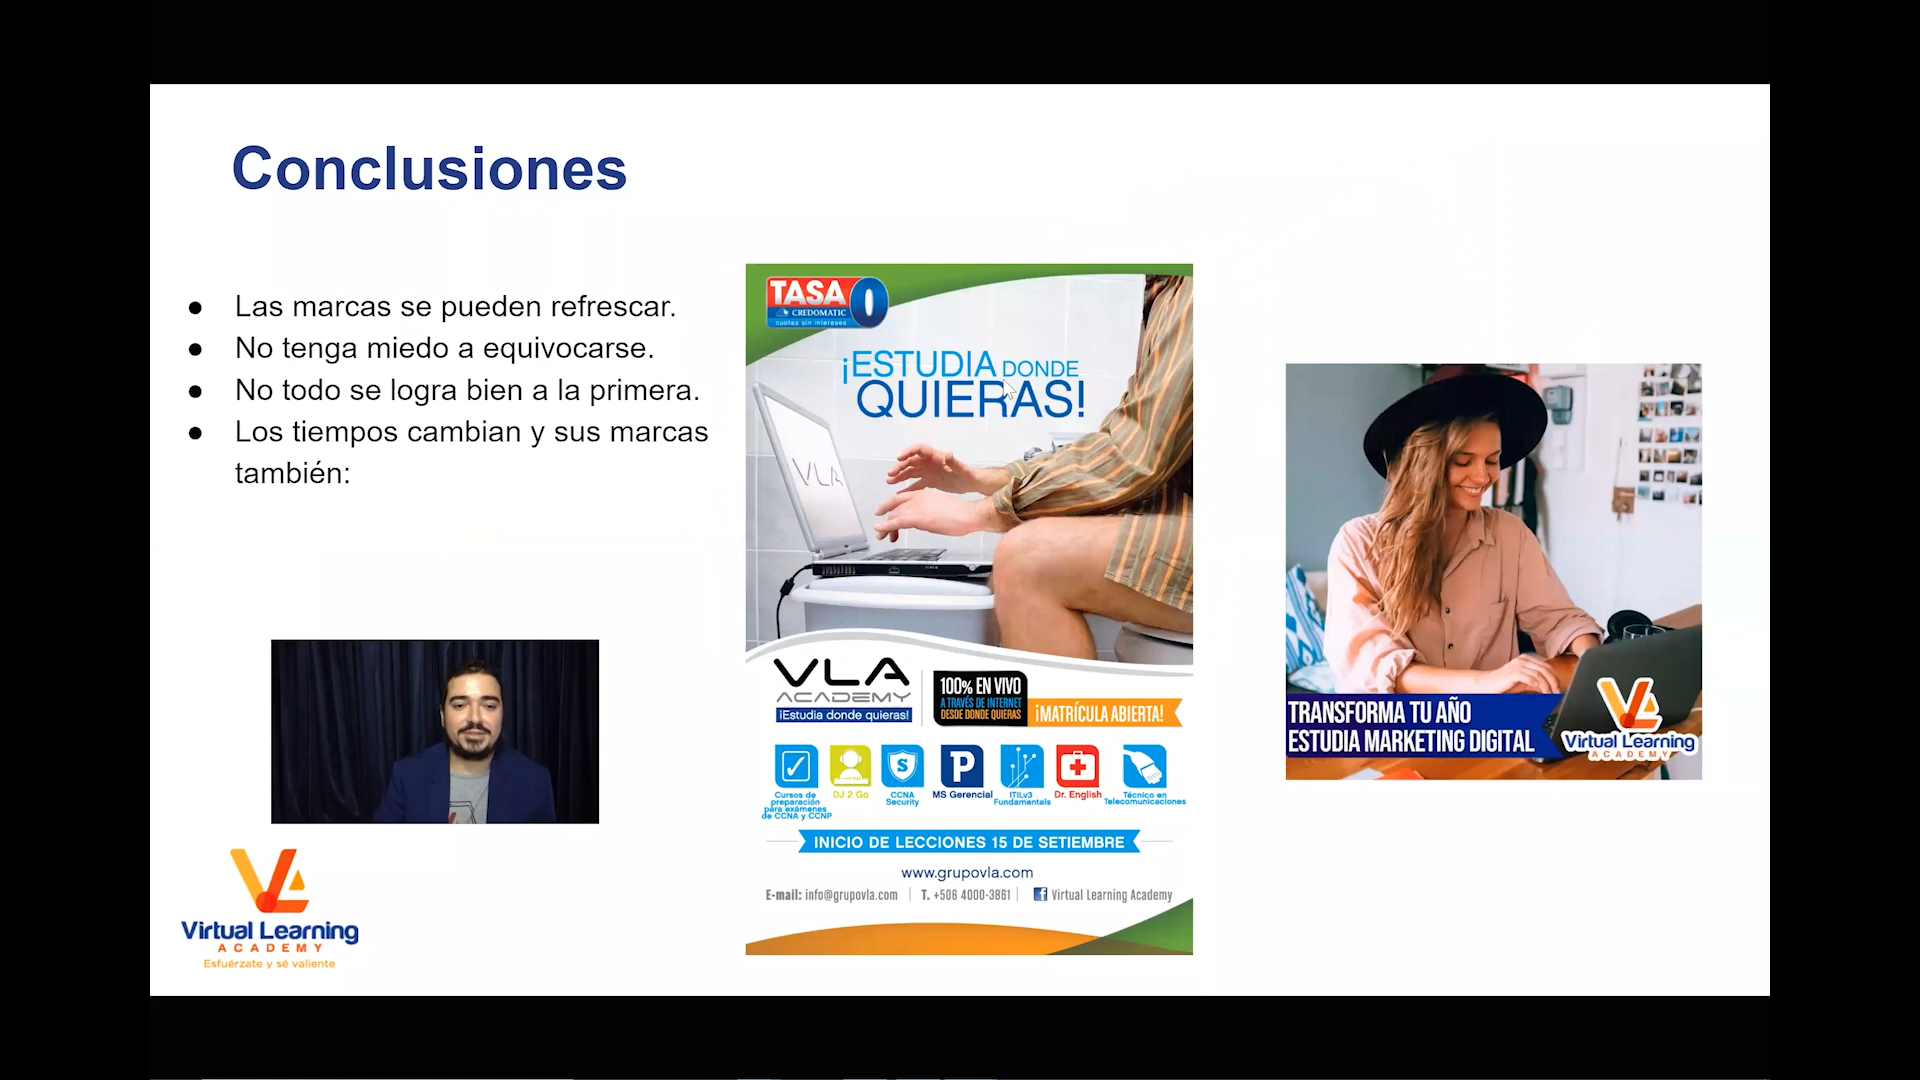 Conclusiones
● Las marcas se pueden refrescar.
● No tenga miedo a equivocarse.
● No todo se logra bien a la primera.
● Los tiempos cambian y sus marcas
también:
VLA
Virtual Learning
ACADEMY
Esfuérzate y sé valiente
TASA 0
CREDOMATIC
cuotas sin intereses
¡ESTUDIA DONDE
QUIERAS!
VLA
VLA
ACADEMY
¡Estudia donde quieras!
100% EN VIVO
A TRAVÉS DE INTERNET
DESDE DONDE QUIERAS
¡MATRÍCULA ABIERTA!
Cursos de
preparación
para exámenes
de CCNA y CCNP
DJ 2 Go
S
CCNA
Security
P
MS Gerencial
ITILv3
Fundamentals
Dr. English
Técnico en
Telecomunicaciones
INICIO DE LECCIONES 15 DE SETIEMBRE
www.grupovla.com
E-mail: info@grupovla.com | T. +506 4000-3861 | f Virtual Learning Academy
TRANSFORMA TU AÑO
ESTUDIA MARKETING DIGITAL
VLA
Virtual Learning
ACADEMY